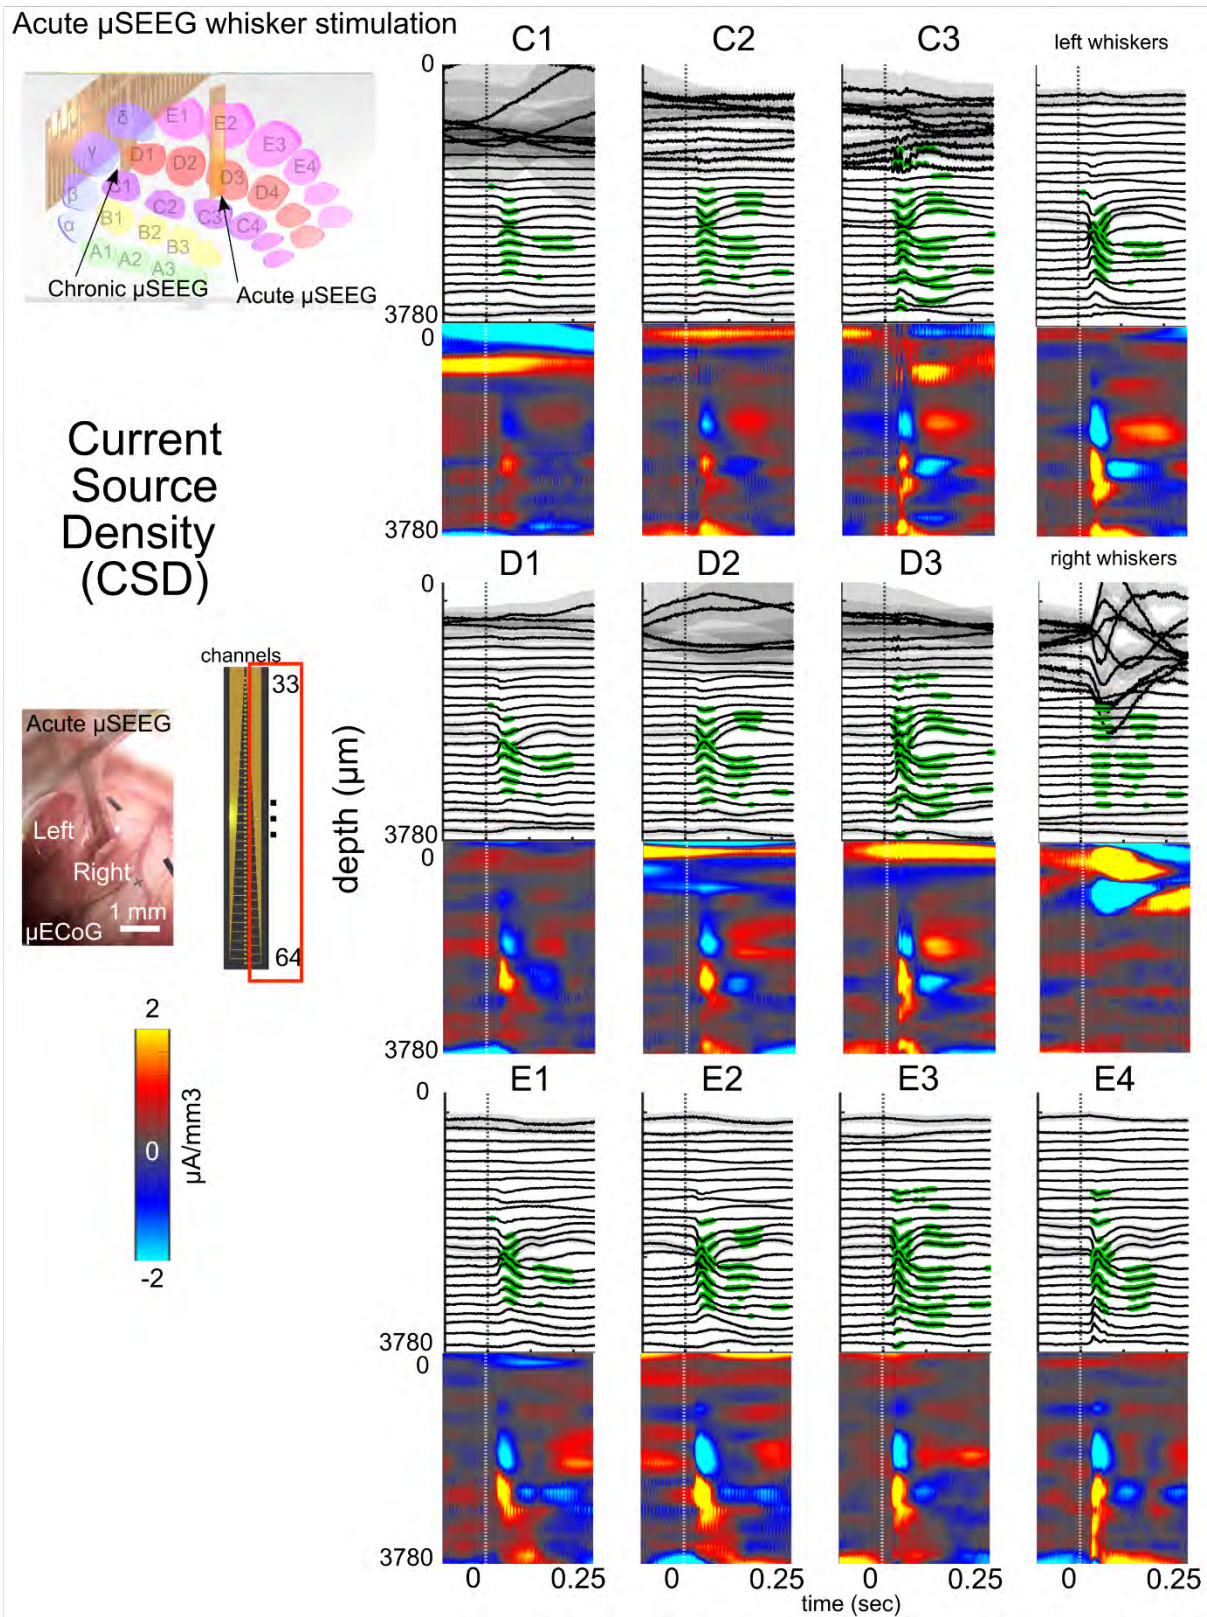 Acute µSEEG whisker stimulation
C1
C2
C3
left whiskers
0
3780
0
3780
δ
E1
E2
E3
E4
γ
D1
D2
D3
D4
β
C1
C2
C3
C4
α
B1
B2
B3
A1
A2
A3
Chronic µSEEG
Acute µSEEG
Current
Source
Density
(CSD)
D1
D2
D3
right whiskers
0
3780
0
3780
channels
33
64
Acute µSEEG
Left
Right
1 mm
µECoG
depth (µm)
2
0
-2
µA/mm3
E1
E2
E3
E4
0
3780
0
3780
0
0.25
0
0.25
0
0.25
0
0.25
time (sec)